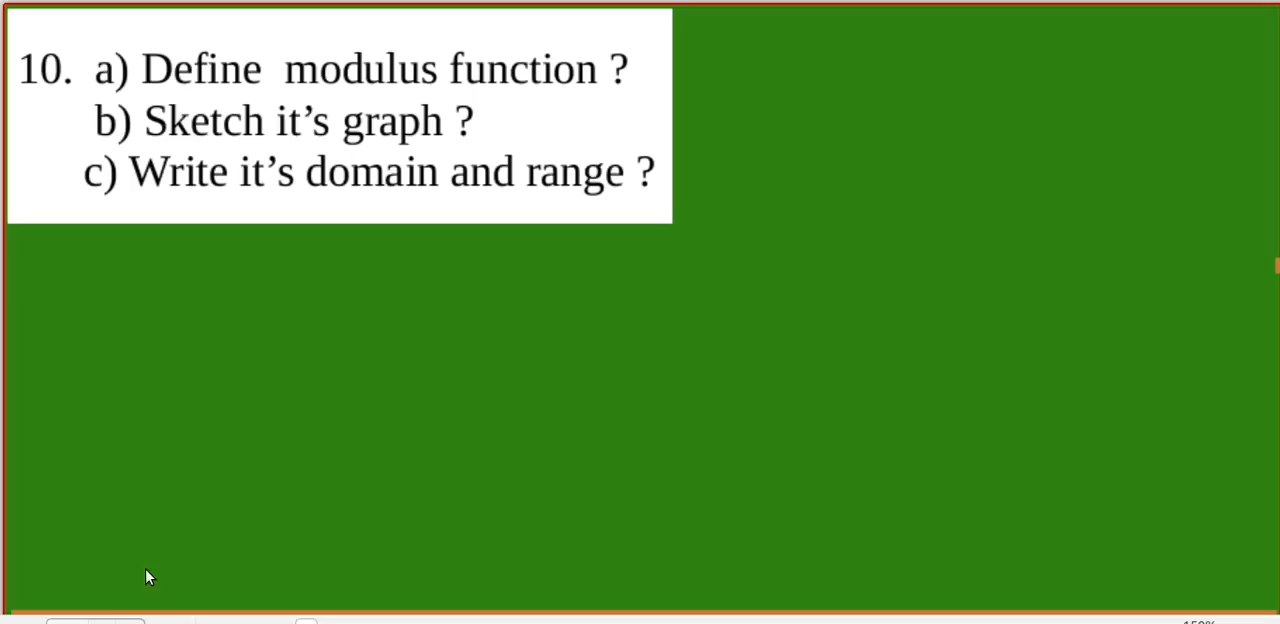 10. a) Define modulus function ?
b) Sketch it’s graph ?
c) Write it’s domain and range ?